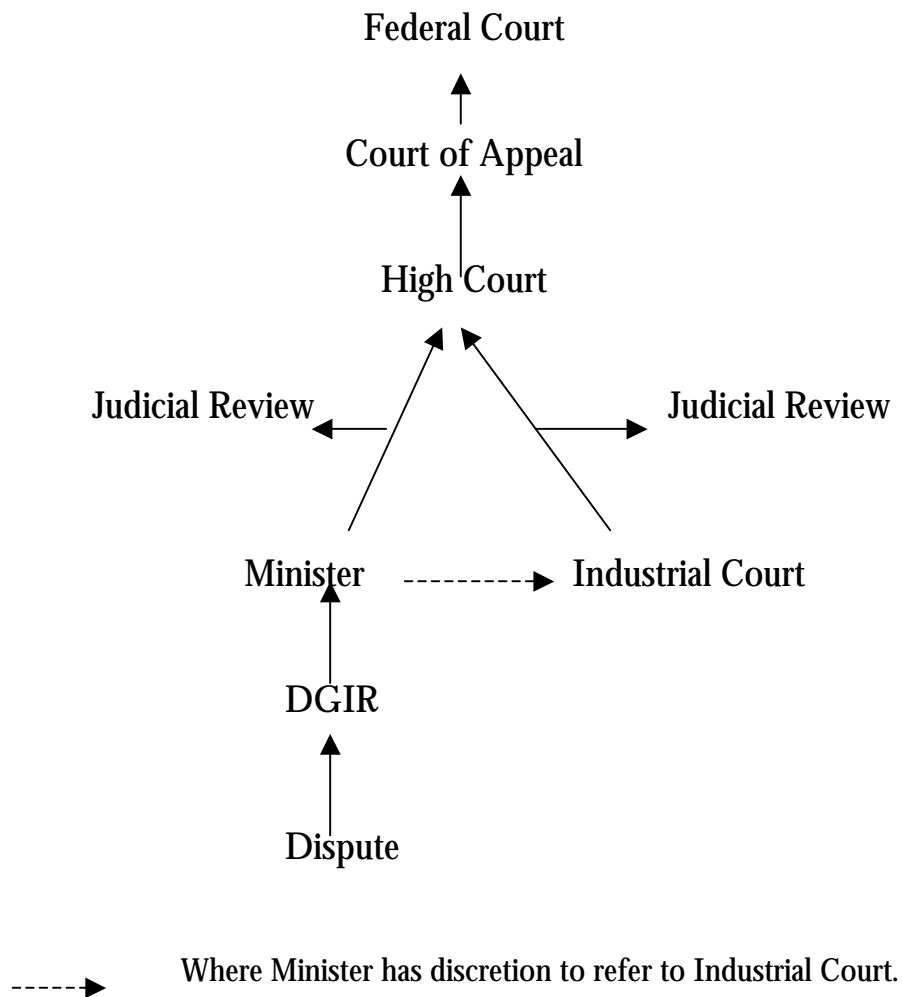 Federal Court
Court of Appeal
High Court
Judicial Review
Judicial Review
Minister
Industrial Court
DGIR
Dispute
Where Minister has discretion to refer to Industrial Court.